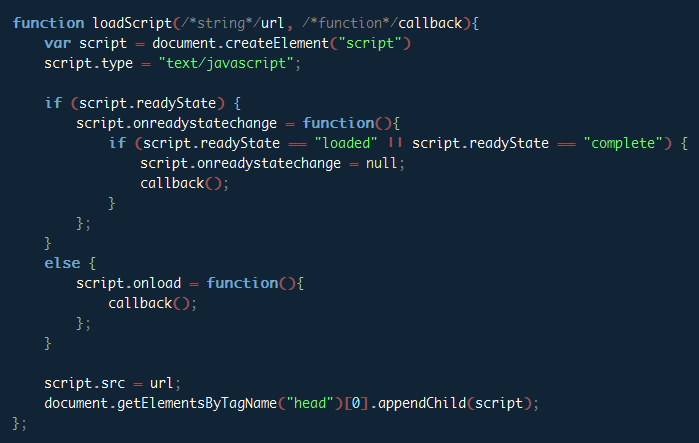 function loadScript(/*string*/url, /*function*/callback){
    var script = document.createElement("script")
    script.type = "text/javascript";

    if (script.readyState) {
        script.onreadystatechange = function(){
            if (script.readyState == "loaded" || script.readyState == "complete") {
                script.onreadystatechange = null;
                callback();
            }
        };
    }
    else {
        script.onload = function(){
            callback();
        };
    }

    script.src = url;
    document.getElementsByTagName("head")[0].appendChild(script);
};